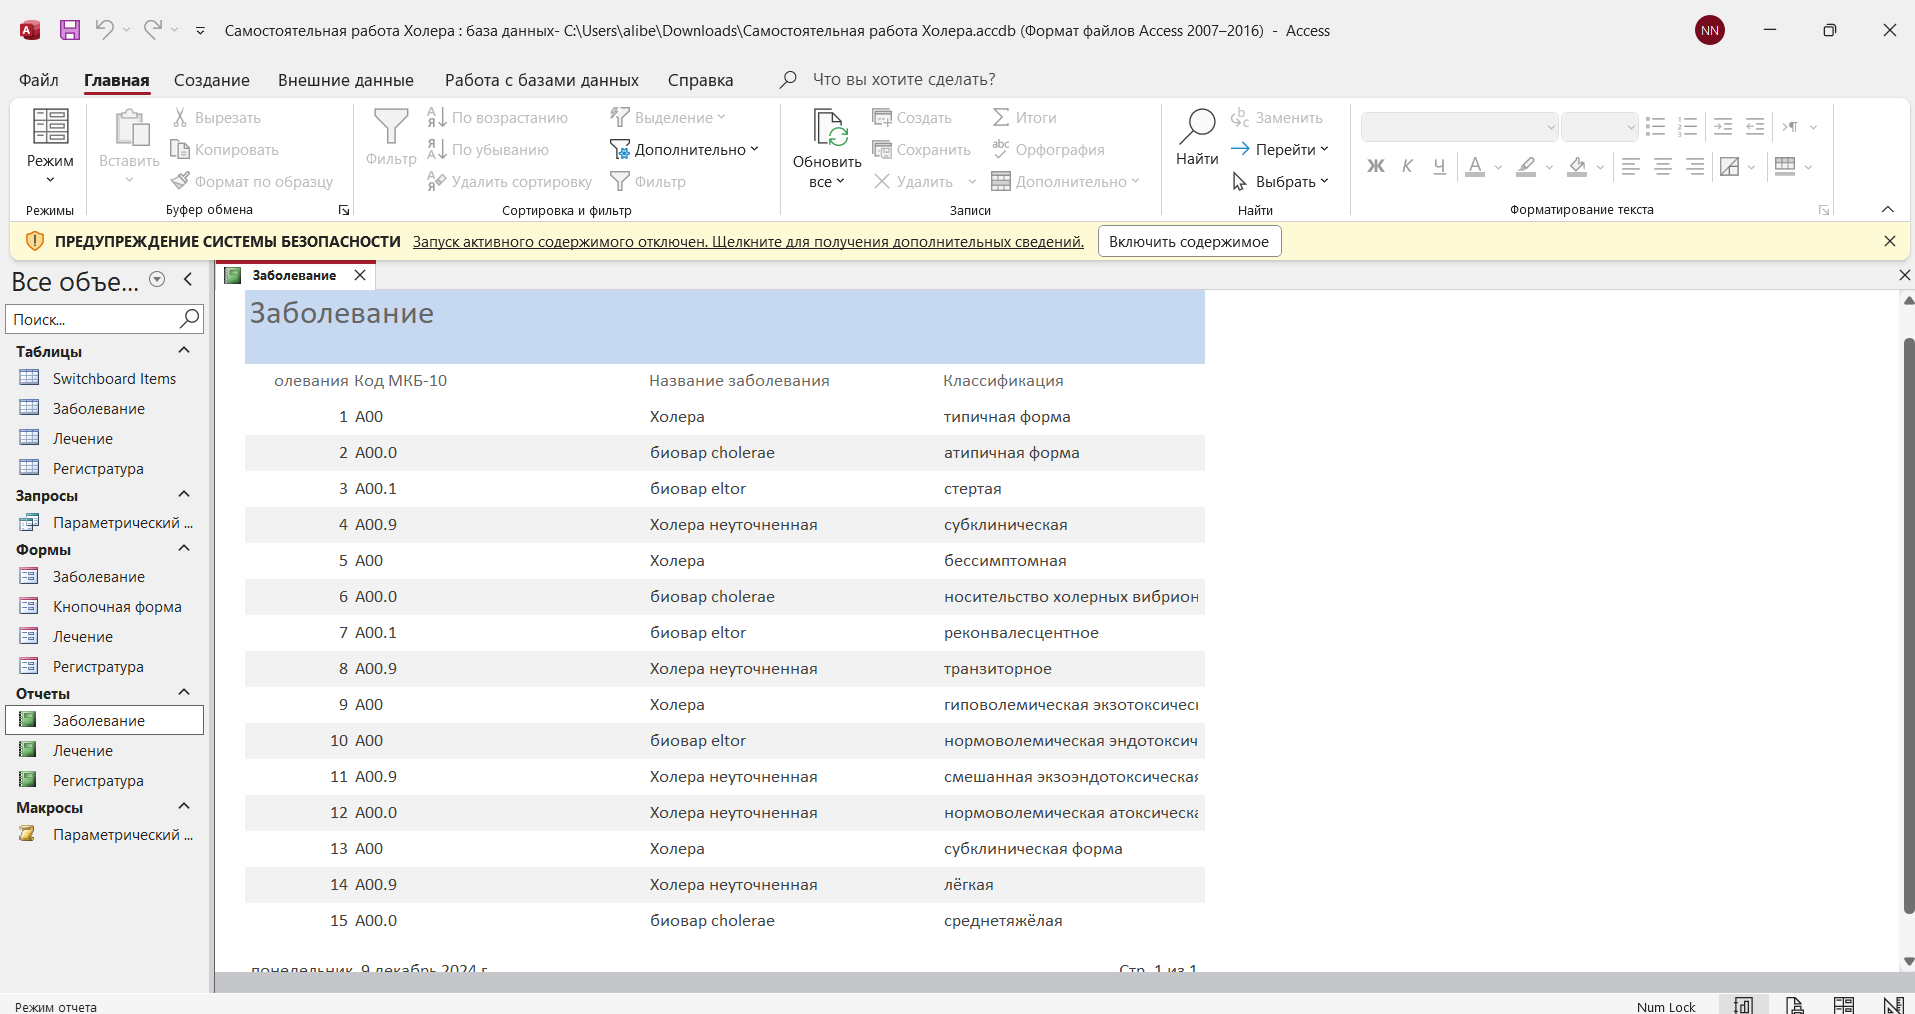 Самостоятельная работа Холера : база данных- C:\Users\alibe\Downloads\Самостоятельная работа Холера.accdb (Формат файлов Access 2007–2016) - Access
NN
Файл Главная Создание Внешние данные Работа с базами данных Справка Что вы хотите сделать?
Режим
Режимы
Вставить
Вырезать
Копировать
Формат по образцу
Буфер обмена
Фильтр
По возрастанию
По убыванию
Удалить сортировку
Выделение
Дополнительно
Фильтр
Сортировка и фильтр
Обновить
все
Создать
Сохранить
Удалить
Итоги
Орфография
Дополнительно
Записи
Найти
Заменить
Перейти
Выбрать
Найти
Ж К Ч А
Форматирование текста
ПРЕДУПРЕЖДЕНИЕ СИСТЕМЫ БЕЗОПАСНОСТИ Запуск активного содержимого отключен. Щелкните для получения дополнительных сведений. Включить содержимое
Все объе...
Поиск...
Таблицы
Switchboard Items
Заболевание
Лечение
Регистратура
Запросы
Параметрический ...
Формы
Заболевание
Кнопочная форма
Лечение
Регистратура
Отчеты
Заболевание
Лечение
Регистратура
Макросы
Параметрический ...
Заболевание
Заболевание
олевания Код МКБ-10 Название заболевания Классификация
1 A00 Холера типичная форма
2 A00.0 биовар cholerae атипичная форма
3 A00.1 биовар eltor стертая
4 A00.9 Холера неуточненная субклиническая
5 A00 Холера бессимптомная
6 A00.0 биовар cholerae носительство холерных вибрион
7 A00.1 биовар eltor реконвалесцентное
8 A00.9 Холера неуточненная транзиторное
9 A00 Холера гиповолемическая экзотоксичес
10 A00 биовар eltor нормоволемическая эндотоксич
11 A00.9 Холера неуточненная смешанная экзоэндотоксическая
12 A00.0 Холера неуточненная нормоволемическая атоксическа
13 A00 Холера субклиническая форма
14 A00.9 Холера неуточненная лёгкая
15 A00.0 биовар cholerae среднетяжёлая
понедельник, 9 декабрь 2024 г. Стр. 1 из 1
Режим отчета Num Lock